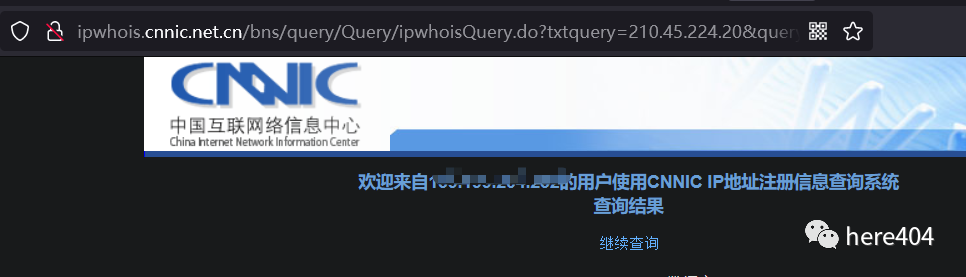 ipwhois.cnnic.net.cn/bns/query/Query/ipwhoisQuery.do?txtquery=210.45.224.20&quer
CNNIC
中国互联网络信息中心
China Internet Network Information Center
欢迎来自的用户使用CNNIC IP地址注册信息查询系统
查询结果
继续查询
here404